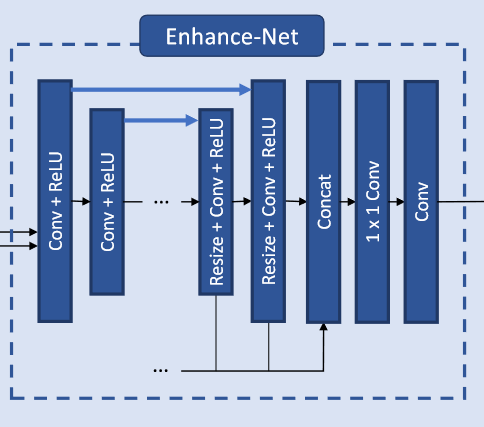 Enhance-Net
Conv + ReLU
Conv + ReLU
...
Resize + Conv + ReLU
Resize + Conv + ReLU
Concat
1 x 1 Conv
Conv
...